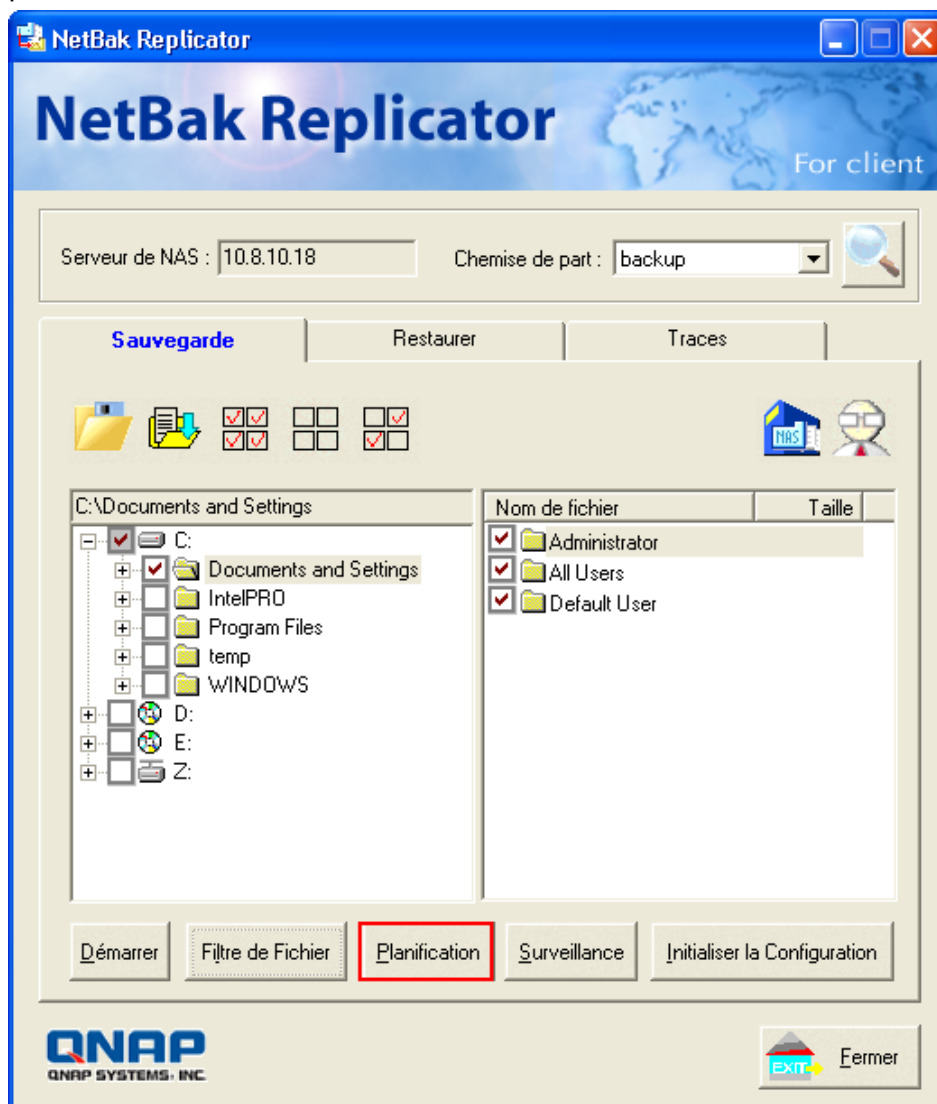 NetBak Replicator
NetBak Replicator
For client
Serveur de NAS : 10.8.10.18 Chemise de part : backup
Sauvegarde Restaurer Traces
NAS
C:\Documents and Settings Nom de fichier Taille
C: Administrator
Documents and Settings All Users
IntelPRO Default User
Program Files
temp
WINDOWS
D:
E:
Z:
Démarrer Filtre de Fichier Planification Surveillance Initialiser la Configuration
QNAP
QNAP SYSTEMS, INC
EXIT Fermer